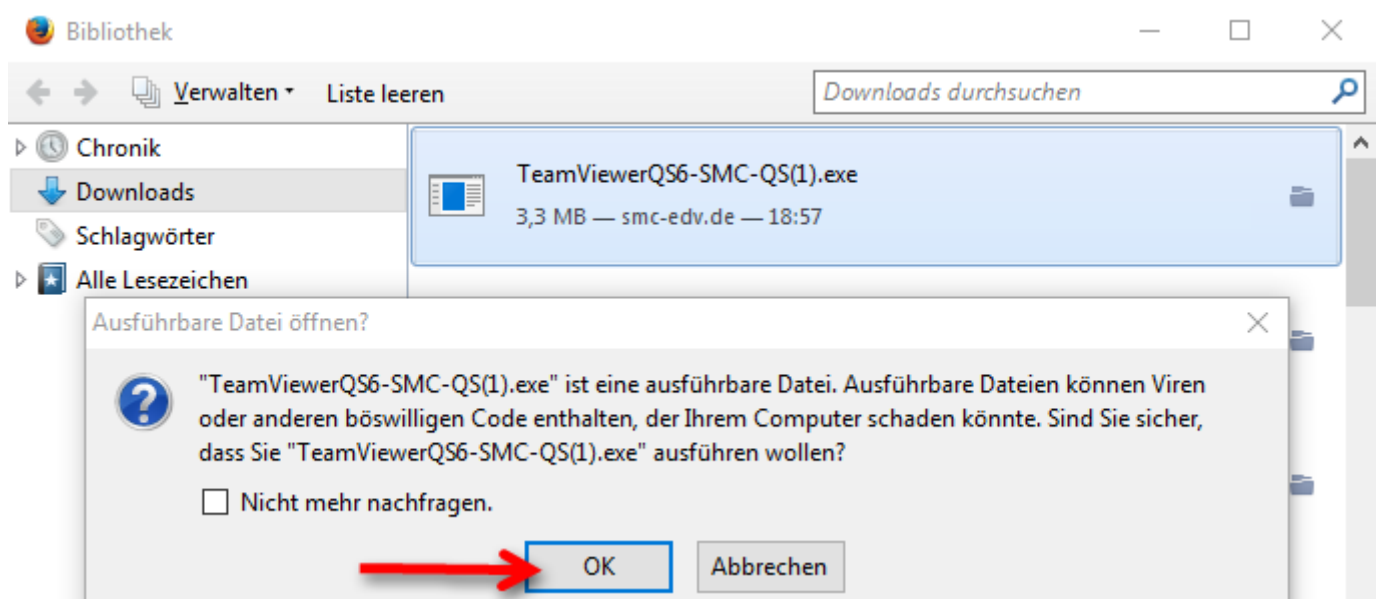 Bibliothek
Verwalten Liste leeren Downloads durchsuchen
Chronik
Downloads
Schlagwörter
Alle Lesezeichen
TeamViewerQS6-SMC-QS(1).exe
3,3 MB — smc-edv.de — 18:57
Ausführbare Datei öffnen?
"TeamViewerQS6-SMC-QS(1).exe" ist eine ausführbare Datei. Ausführbare Dateien können Viren
oder anderen böswilligen Code enthalten, der Ihrem Computer schaden könnte. Sind Sie sicher,
dass Sie "TeamViewerQS6-SMC-QS(1).exe" ausführen wollen?
Nicht mehr nachfragen.
OK Abbrechen